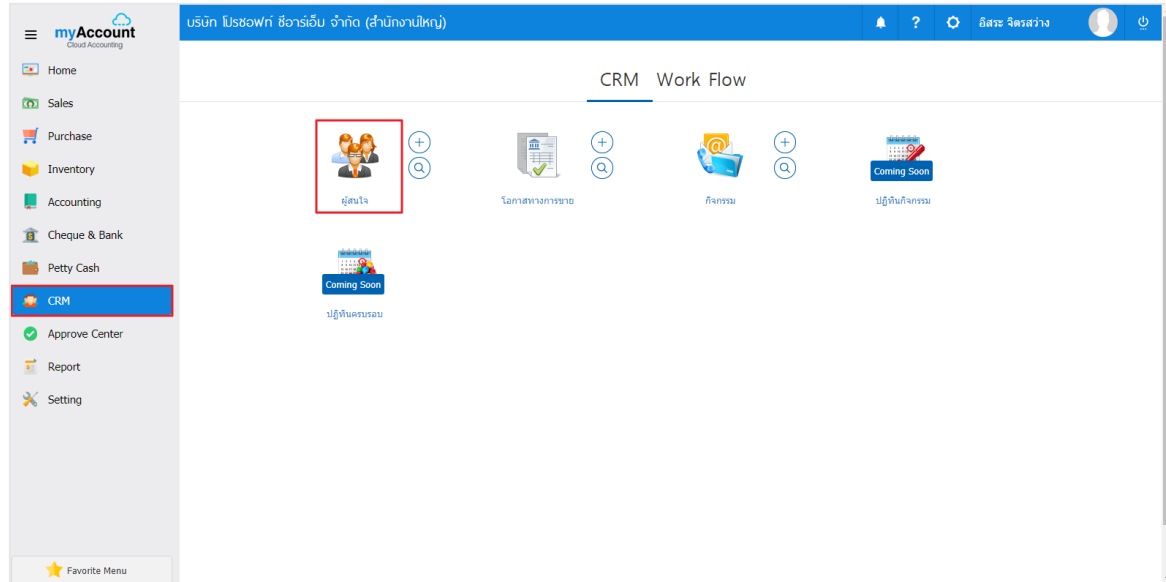 myAccount
Cloud Accounting
บริษัท โปรซอฟท์ ซีอาร์เอ็ม จำกัด (สำนักงานใหญ่)
?
อิสระ จิตรสว่าง
Home
Sales
Purchase
Inventory
Accounting
Cheque & Bank
Petty Cash
CRM
Approve Center
Report
Setting
Favorite Menu
CRM Work Flow
ผู้สนใจ
โอกาสทางการขาย
กิจกรรม
Coming Soon
ปฏิทินกิจกรรม
Coming Soon
ปฏิทินครบรอบ